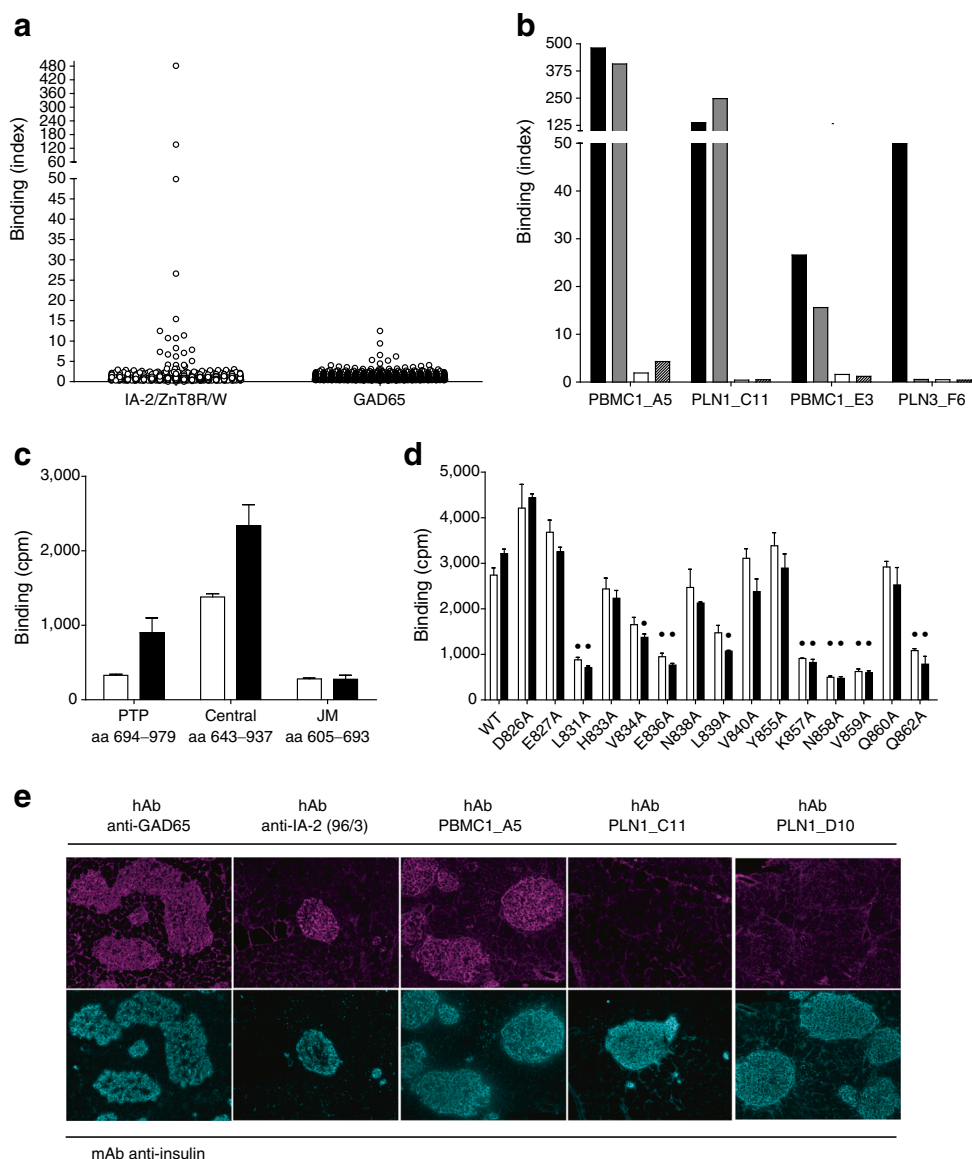 a
Binding (index)
480
420
360
300
240
180
120
60
50
45
40
35
30
25
20
15
10
5
0
IA-2/ZnT8R/W
GAD65
b
Binding (index)
500
375
250
125
50
40
30
20
10
0
PBMC1_A5
PLN1_C11
PBMC1_E3
PLN3_F6
c
Binding (cpm)
3,000
2,000
1,000
0
PTP
aa 694–979
Central
aa 643–937
JM
aa 605–693
d
Binding (cpm)
5,000
4,000
3,000
2,000
1,000
0
WT
D826A
E827A
L831A
H833A
V834A
E836A
N838A
L839A
V840A
Y855A
K857A
N858A
V859A
Q860A
Q862A
e
hAb
anti-GAD65
hAb
anti-IA-2 (96/3)
hAb
PBMC1_A5
hAb
PLN1_C11
hAb
PLN1_D10
mAb anti-insulin